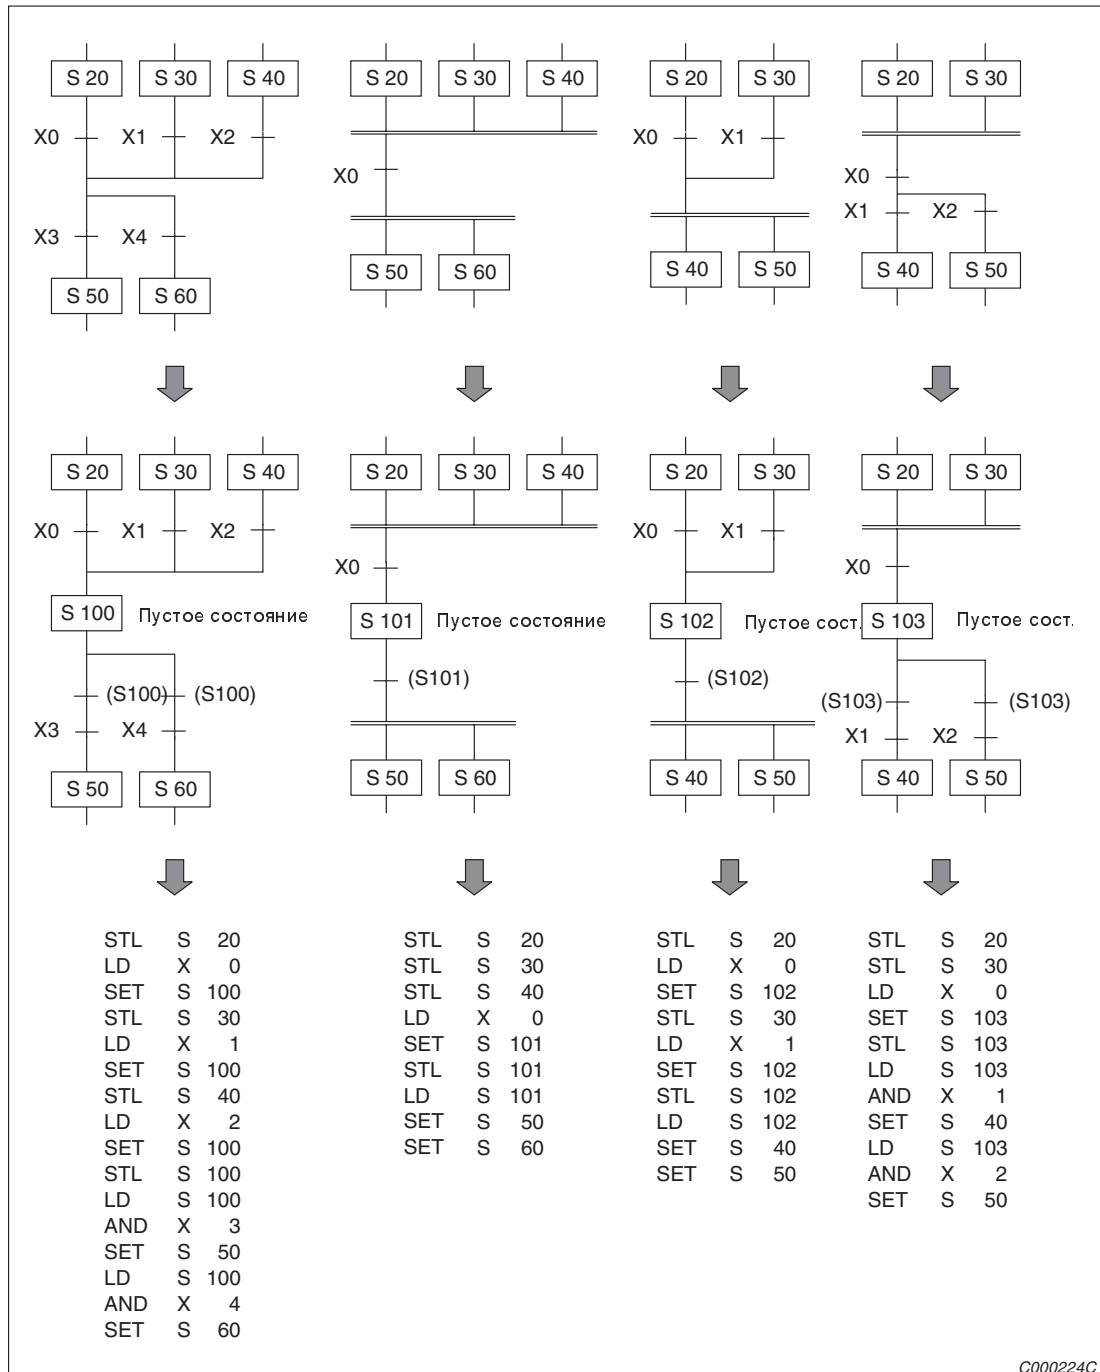 S 20 S 30 S 40 S 20 S 30 S 40 S 20 S 30 S 20 S 30
X0 X1 X2 X0 X1
X0 X0
X3 X4 X1 X2
S 50 S 60 S 50 S 60 S 40 S 50 S 40 S 50
S 20 S 30 S 40 S 20 S 30 S 40 S 20 S 30 S 20 S 30
X0 X1 X2 X0 X1
X0 X0
S 100 Пустое состояние S 101 Пустое состояние S 102 Пустое сост. S 103 Пустое сост.
(S100) (S100) (S101) (S102) (S103) (S103)
X3 X4 X1 X2
S 50 S 60 S 50 S 60 S 40 S 50 S 40 S 50
STL S 20
LD X 0
SET S 100
STL S 30
LD X 1
SET S 100
STL S 40
LD X 2
SET S 100
STL S 100
LD S 100
AND X 3
SET S 50
LD S 100
AND X 4
SET S 60
STL S 20
STL S 30
STL S 40
LD X 0
SET S 101
STL S 101
LD S 101
SET S 50
SET S 60
STL S 20
LD X 0
SET S 102
STL S 30
LD X 1
SET S 102
STL S 102
LD S 102
SET S 40
SET S 50
STL S 20
STL S 30
LD X 0
SET S 103
STL S 103
LD S 103
AND X 1
SET S 40
LD S 103
AND X 2
SET S 50
C000224C